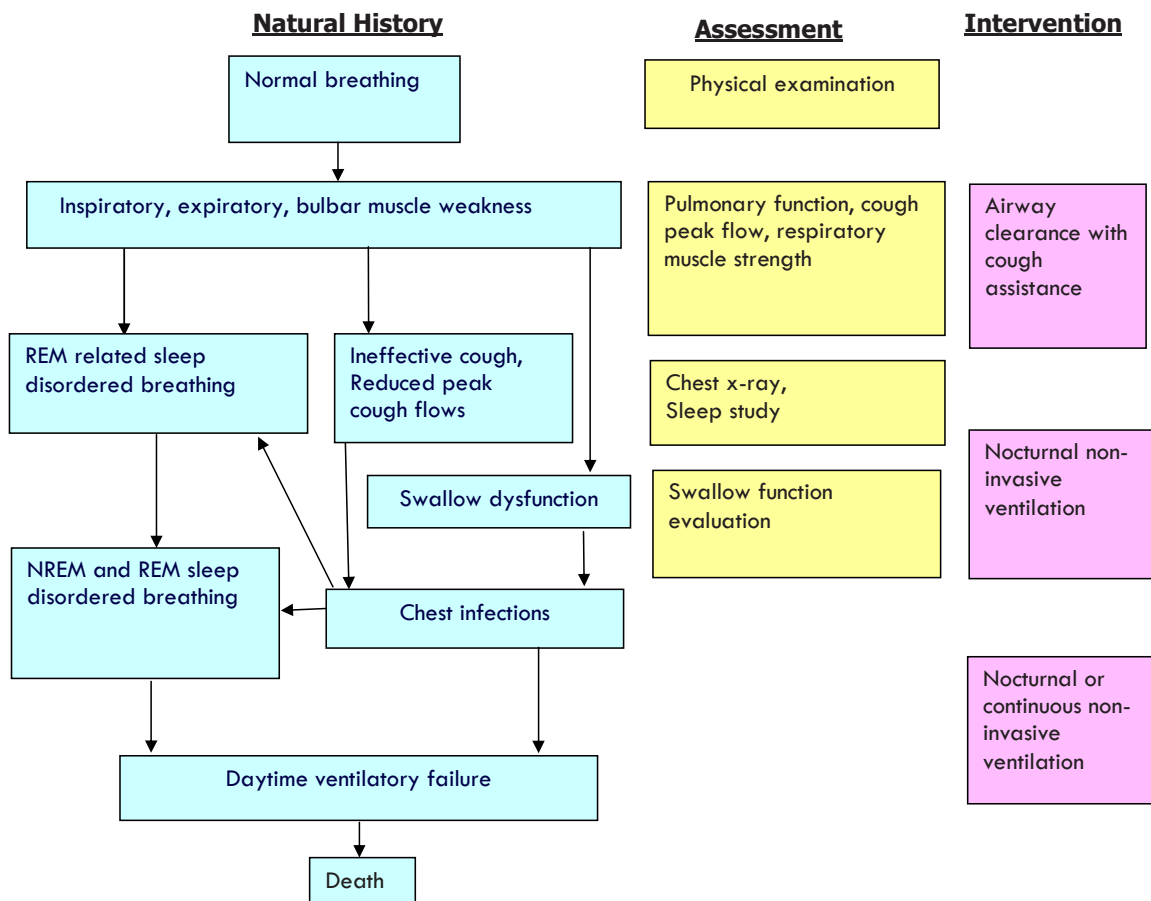 Natural History
Assessment
Intervention
Normal breathing
Physical examination
Inspiratory, expiratory, bulbar muscle weakness
Pulmonary function, cough
peak flow, respiratory
muscle strength
Airway
clearance with
cough
assistance
REM related sleep
disordered breathing
Ineffective cough,
Reduced peak
cough flows
Chest x-ray,
Sleep study
Swallow dysfunction
Swallow function
evaluation
Nocturnal non-
invasive
ventilation
NREM and REM sleep
disordered breathing
Chest infections
Nocturnal or
continuous non-
invasive
ventilation
Daytime ventilatory failure
Death